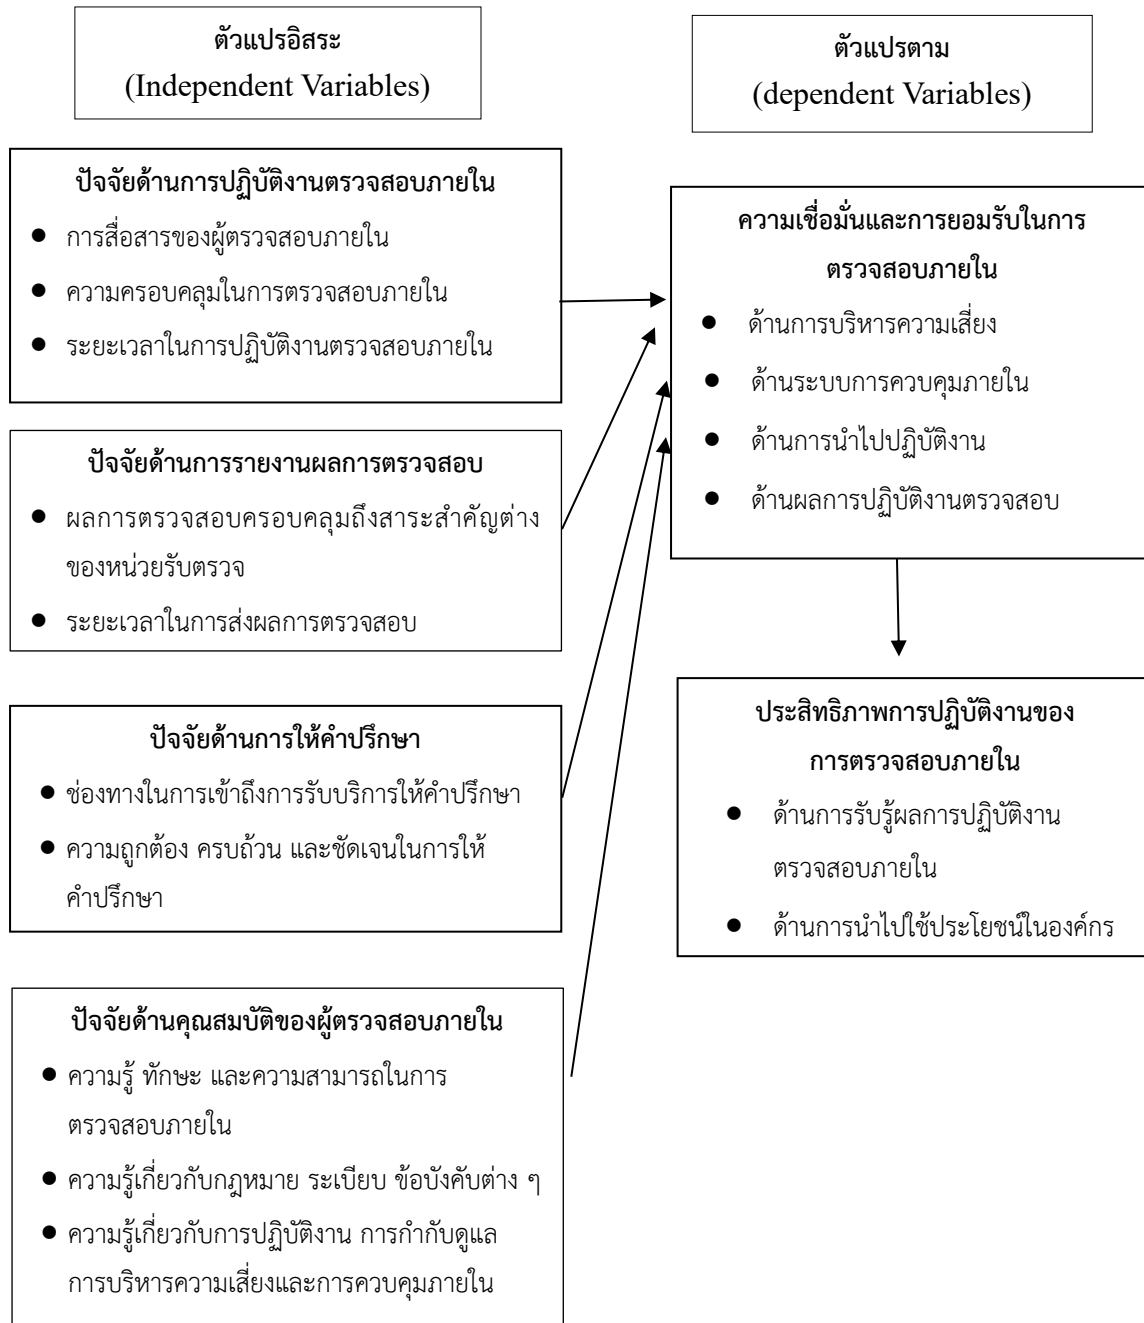 ตัวแปรอิสระ
(Independent Variables)
ตัวแปรตาม
(dependent Variables)
ปัจจัยด้านการปฏิบัติงานตรวจสอบภายใน
● การสื่อสารของผู้ตรวจสอบภายใน
● ความครอบคลุมในการตรวจสอบภายใน
● ระยะเวลาในการปฏิบัติงานตรวจสอบภายใน
ปัจจัยด้านการรายงานผลการตรวจสอบ
● ผลการตรวจสอบครอบคลุมถึงสาระสำคัญต่าง
ของหน่วยรับตรวจ
● ระยะเวลาในการส่งผลการตรวจสอบ
ปัจจัยด้านการให้คำปรึกษา
● ช่องทางในการเข้าถึงการรับบริการให้คำปรึกษา
● ความถูกต้อง ครบถ้วน และชัดเจนในการให้
คำปรึกษา
ปัจจัยด้านคุณสมบัติของผู้ตรวจสอบภายใน
● ความรู้ ทักษะ และความสามารถในการ
ตรวจสอบภายใน
● ความรู้เกี่ยวกับกฎหมาย ระเบียบ ข้อบังคับต่าง ๆ
● ความรู้เกี่ยวกับการปฏิบัติงาน การกำกับดูแล
การบริหารความเสี่ยงและการควบคุมภายใน
ความเชื่อมั่นและการยอมรับในการ
ตรวจสอบภายใน
● ด้านการบริหารความเสี่ยง
● ด้านระบบการควบคุมภายใน
● ด้านการนำไปปฏิบัติงาน
● ด้านผลการปฏิบัติงานตรวจสอบ
ประสิทธิภาพการปฏิบัติงานของ
การตรวจสอบภายใน
● ด้านการรับรู้ผลการปฏิบัติงาน
ตรวจสอบภายใน
● ด้านการนำไปใช้ประโยชน์ในองค์กร